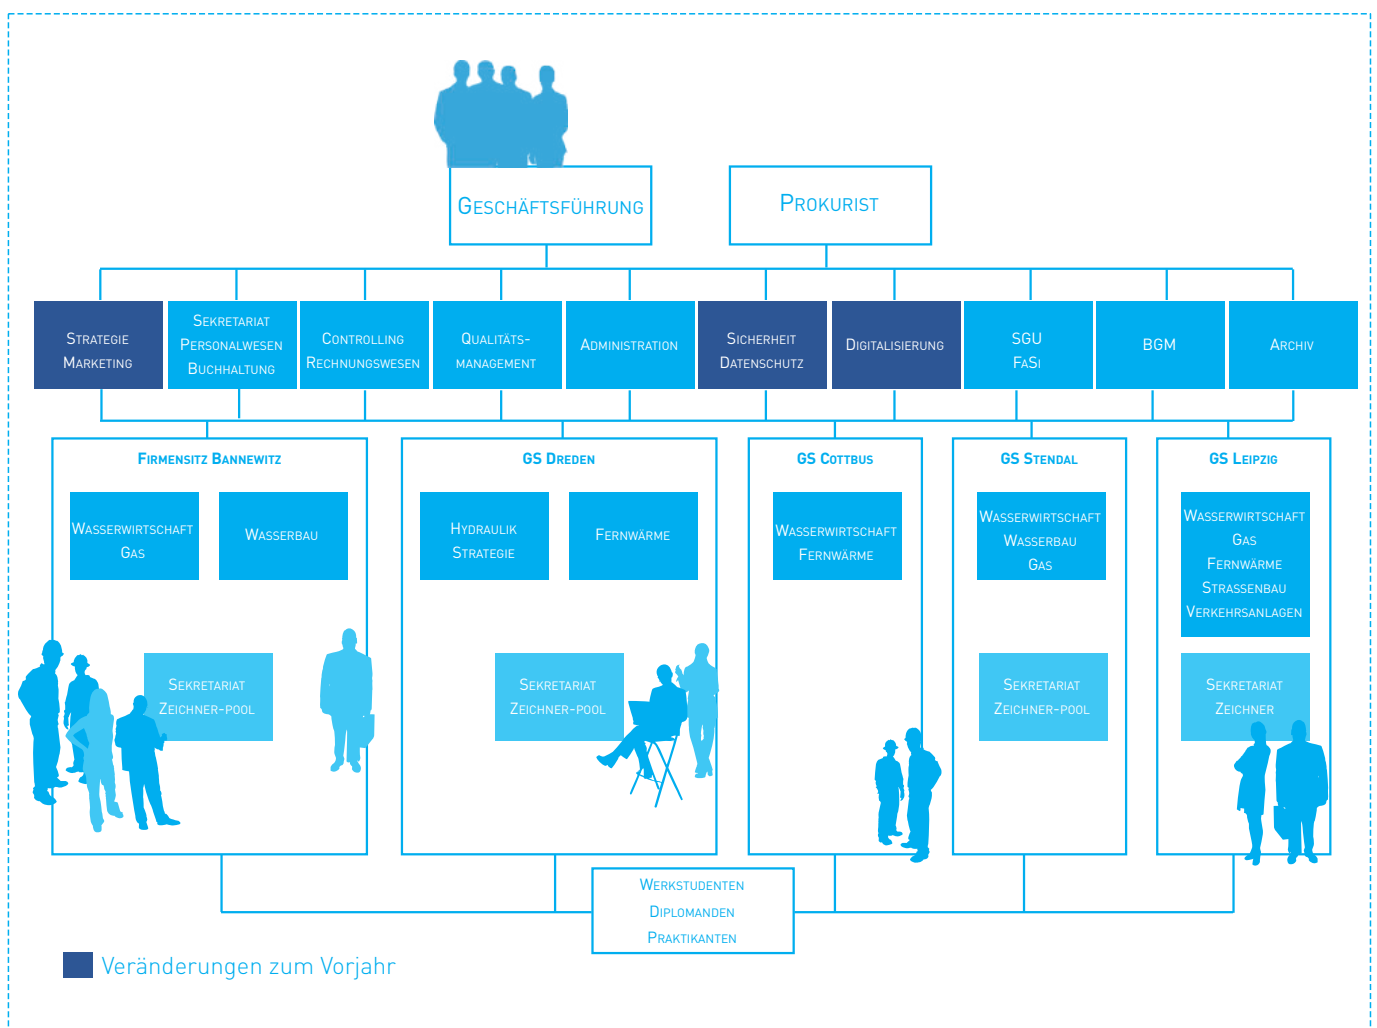 Geschäftsführung
Prokurist
Strategie
Marketing
Sekretariat
Personalwesen
Buchhaltung
Controlling
Rechnungswesen
Qualitäts-
management
Administration
Sicherheit
Datenschutz
Digitalisierung
SGU
FaSi
BGM
Archiv
Firmensitz Bannewitz
Wasserwirtschaft
Gas
Wasserbau
Sekretariat
Zeichner-pool
GS Dreden
Hydraulik
Strategie
Fernwärme
Sekretariat
Zeichner-pool
GS Cottbus
Wasserwirtschaft
Fernwärme
GS Stendal
Wasserwirtschaft
Wasserbau
Gas
Sekretariat
Zeichner-pool
GS Leipzig
Wasserwirtschaft
Gas
Fernwärme
Strassenbau
Verkehrsanlagen
Sekretariat
Zeichner
Werkstudenten
Diplomanden
Praktikanten
Veränderungen zum Vorjahr